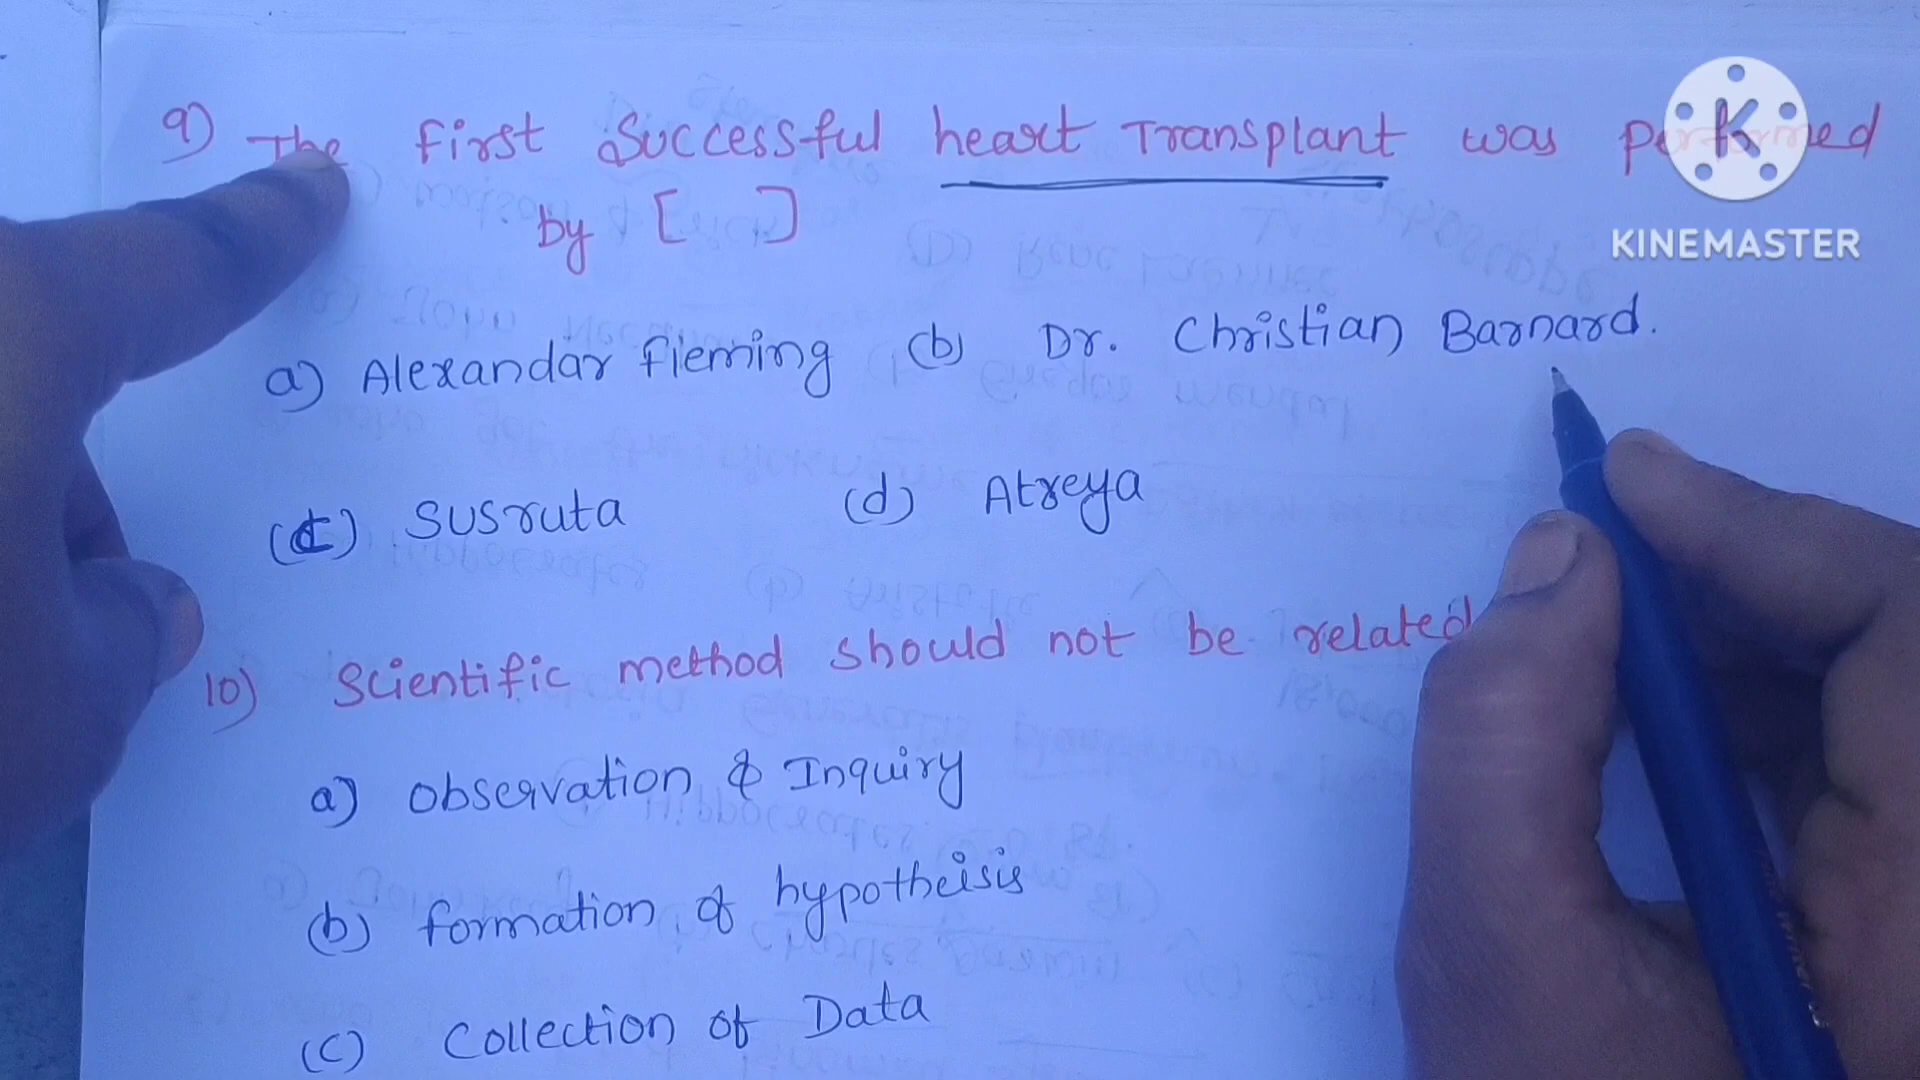 9) The first Successful heart Transplant was Performed
KINEMASTER
by [ ]
a) Alexandar fleming (b) Dr. Christian Barnard.
(c) Susruta (d) Atreya
10) Scientific method should not be related
a) observation & Inquiry
(b) formation of hypotheisis
(c) Collection of Data